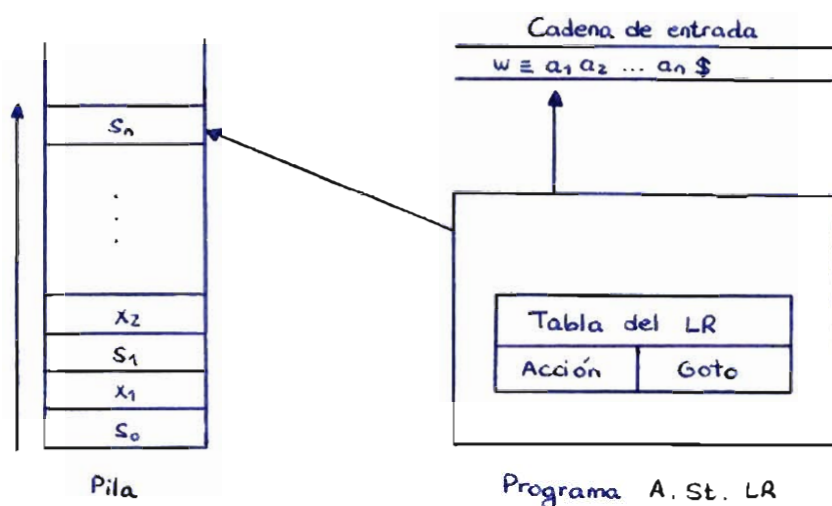 Cadena de entrada
w ≡ a₁ a₂ ... aₙ $
Sₙ
.
.
.
x₂
S₁
x₁
S₀
Pila
Tabla del LR
Acción Goto
Programa A. St. LR